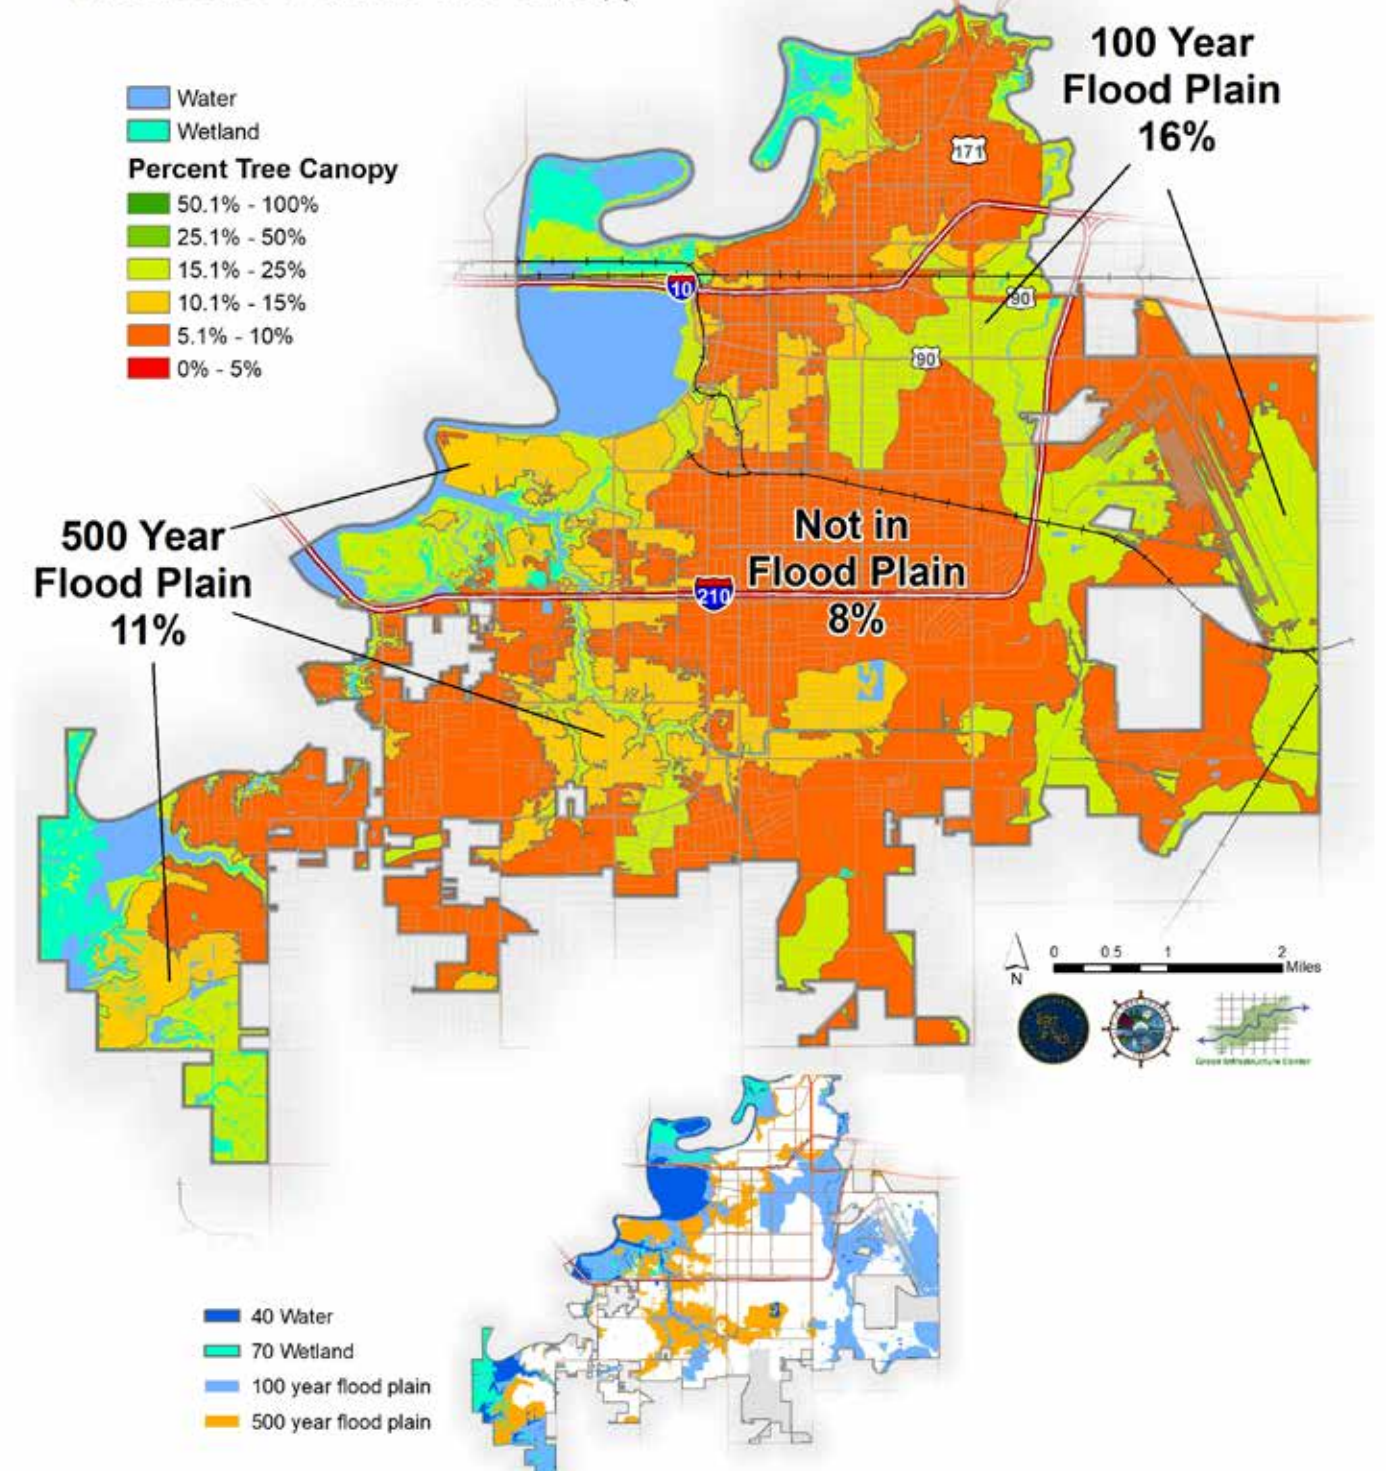 100 Year
Flood Plain
16%
Water
Wetland
Percent Tree Canopy
50.1% - 100%
25.1% - 50%
15.1% - 25%
10.1% - 15%
5.1% - 10%
0% - 5%
171
10
90
90
500 Year
Flood Plain
11%
Not in
Flood Plain
8%
210
N
0 0.5 1 2
Miles
Green Infrastructure Center
40 Water
70 Wetland
100 year flood plain
500 year flood plain